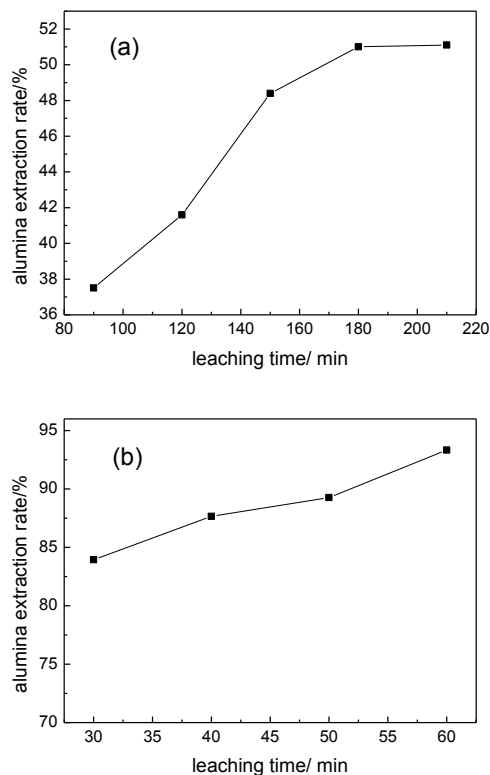 (a)
alumina extraction rate/%
52
50
48
46
44
42
40
38
36
80 100 120 140 160 180 200 220
leaching time/ min
(b)
alumina extraction rate/%
95
90
85
80
75
70
30 35 40 45 50 55 60
leaching time/ min